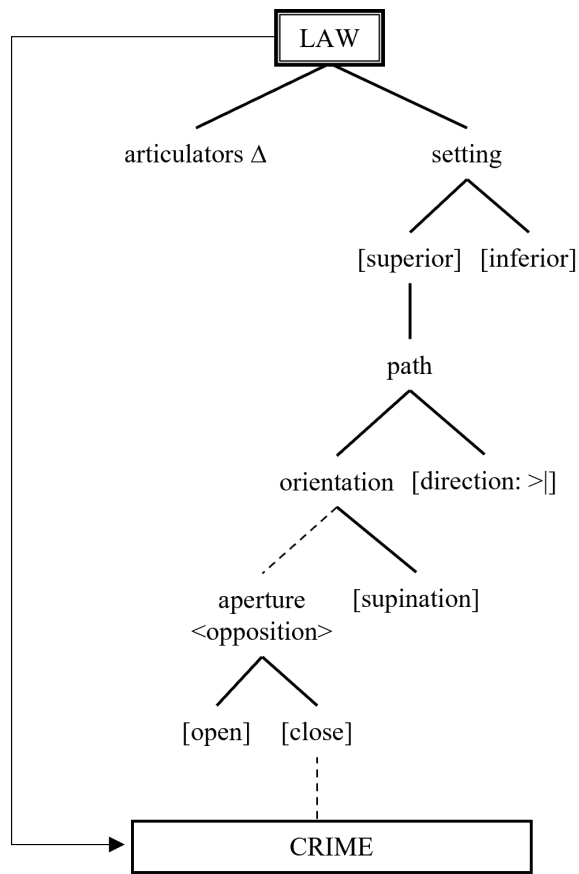 LAW
articulators Δ
setting
[superior]
[inferior]
path
orientation
[direction: >|]
aperture
<opposition>
[supination]
[open]
[close]
CRIME